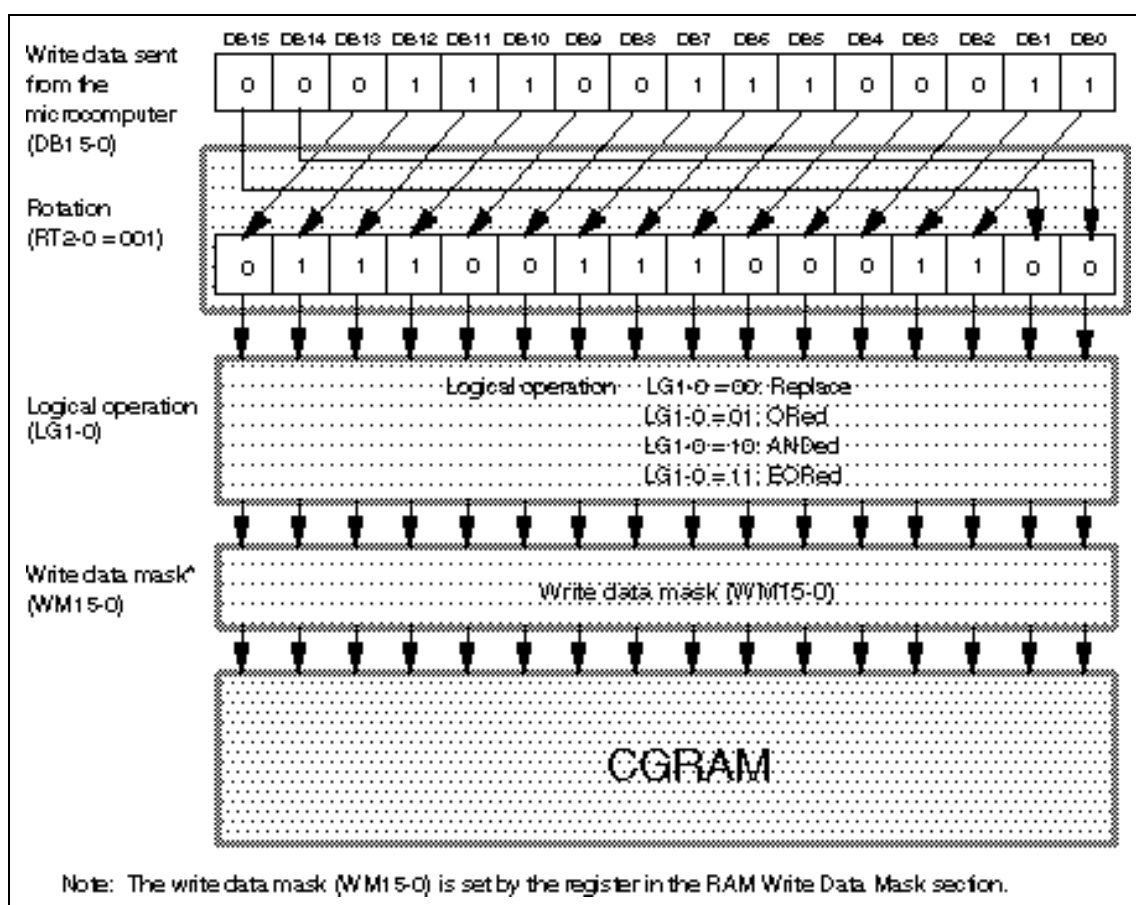 DB15 DB14 DB13 DB12 DB11 DB10 DB9 DB8 DB7 DB6 DB5 DB4 DB3 DB2 DB1 DB0
Write data sent
from the
microcomputer
(DB15-0)
0 0 0 1 1 1 0 0 1 1 1 0 0 0 1 1
Rotation
(RT2-0 = 001)
0 1 1 1 0 0 1 1 1 0 0 0 1 1 0 0
Logical operation
(LG1-0)
Logical operation LG1-0 = 00: Replace
LG1-0 = 01: ORed
LG1-0 = 10: ANDed
LG1-0 = 11: EORed
Write data mask*
(WM15-0)
Write data mask (WM15-0)
CGRAM
Note: The write data mask (WM15-0) is set by the register in the RAM Write Data Mask section.